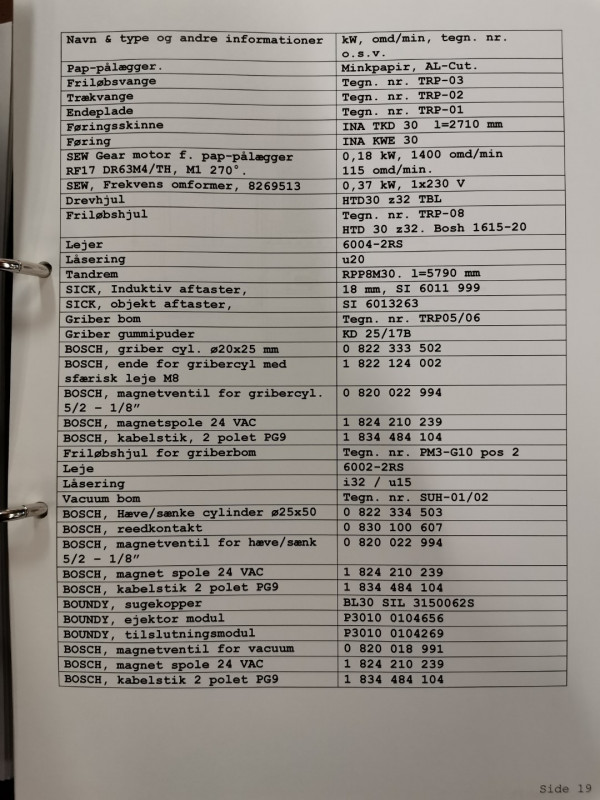 Navn & type og andre informationer kW, omd/min, tegn. nr.
o.s.v.
Pap-pålægger. Minkpapir, AL-Cut.
Friløbsvange Tegn. nr. TRP-03
Trækvange Tegn. nr. TRP-02
Endeplade Tegn. nr. TRP-01
Føringsskinne INA TKD 30 l=2710 mm
Føring INA KWE 30
SEW Gear motor f. pap-pålægger 0,18 kW, 1400 omd/min
RF17 DR63M4/TH, M1 270°. 115 omd/min.
SEW, Frekvens omformer, 8269513 0,37 kW, 1x230 V
Drevhjul HTD30 z32 TBL
Friløbshjul Tegn. nr. TRP-08
HTD 30 z32. Bosh 1615-20
Lejer 6004-2RS
Låsering u20
Tandrem RPP8M30. l=5790 mm
SICK, Induktiv aftaster, 18 mm, SI 6011 999
SICK, objekt aftaster, SI 6013263
Griber bom Tegn. nr. TRP05/06
Griber gummipuder KD 25/17B
BOSCH, griber cyl. ø20x25 mm 0 822 333 502
BOSCH, ende for gribercyl med 1 822 124 002
sfærisk leje M8
BOSCH, magnetventil for gribercyl. 0 820 022 994
5/2 – 1/8"
BOSCH, magnetspole 24 VAC 1 824 210 239
BOSCH, kabelstik, 2 polet PG9 1 834 484 104
Friløbshjul for griberbom Tegn. nr. PM3-G10 pos 2
Leje 6002-2RS
Låsering i32 / u15
Vacuum bom Tegn. nr. SUH-01/02
BOSCH, Hæve/sænke cylinder ø25x50 0 822 334 503
BOSCH, reedkontakt 0 830 100 607
BOSCH, magnetventil for hæve/sænk 0 820 022 994
5/2 – 1/8"
BOSCH, magnet spole 24 VAC 1 824 210 239
BOSCH, kabelstik 2 polet PG9 1 834 484 104
BOUNDY, sugekopper BL30 SIL 3150062S
BOUNDY, ejektor modul P3010 0104656
BOUNDY, tilslutningsmodul P3010 0104269
BOSCH, magnetventil for vacuum 0 820 018 991
BOSCH, magnet spole 24 VAC 1 824 210 239
BOSCH, kabelstik 2 polet PG9 1 834 484 104
Side 19